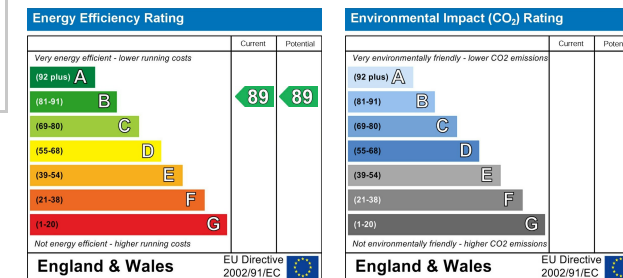 Energy Efficiency Rating
Current Potential
Very energy efficient - lower running costs
(92 plus) A
(81-91) B
89 89
(69-80) C
(55-68) D
(39-54) E
(21-38) F
(1-20) G
Not energy efficient - higher running costs
England & Wales
EU Directive
2002/91/EC
Environmental Impact (CO2) Rating
Current Poten
Very environmentally friendly - lower CO2 emissions
(92 plus) A
(81-91) B
(69-80) C
(55-68) D
(39-54) E
(21-38) F
(1-20) G
Not environmentally friendly - higher CO2 emissions
England & Wales
EU Directive
2002/91/EC